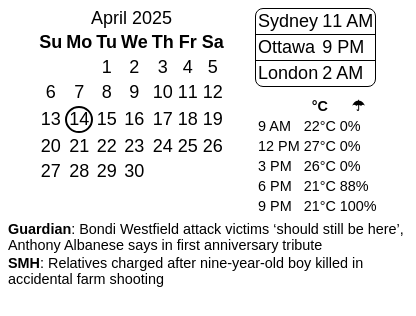 April 2025
Su Mo Tu We Th Fr Sa
1 2 3 4 5
6 7 8 9 10 11 12
13 14 15 16 17 18 19
20 21 22 23 24 25 26
27 28 29 30
Sydney 11 AM
Ottawa 9 PM
London 2 AM
°C ☂
9 AM 22°C 0%
12 PM 27°C 0%
3 PM 26°C 0%
6 PM 21°C 88%
9 PM 21°C 100%
Guardian: Bondi Westfield attack victims ‘should still be here’,
Anthony Albanese says in first anniversary tribute
SMH: Relatives charged after nine-year-old boy killed in
accidental farm shooting